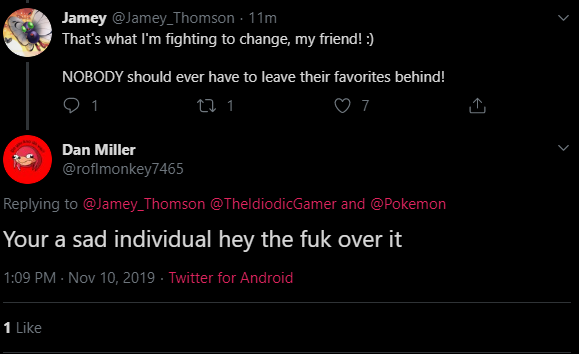 Jamey @Jamey_Thomson · 11m
That's what I'm fighting to change, my friend! :)
NOBODY should ever have to leave their favorites behind!
1 1 7
Dan Miller
@roflmonkey7465
Replying to @Jamey_Thomson @TheIdiodicGamer and @Pokemon
Your a sad individual hey the fuk over it
1:09 PM · Nov 10, 2019 · Twitter for Android
1 Like